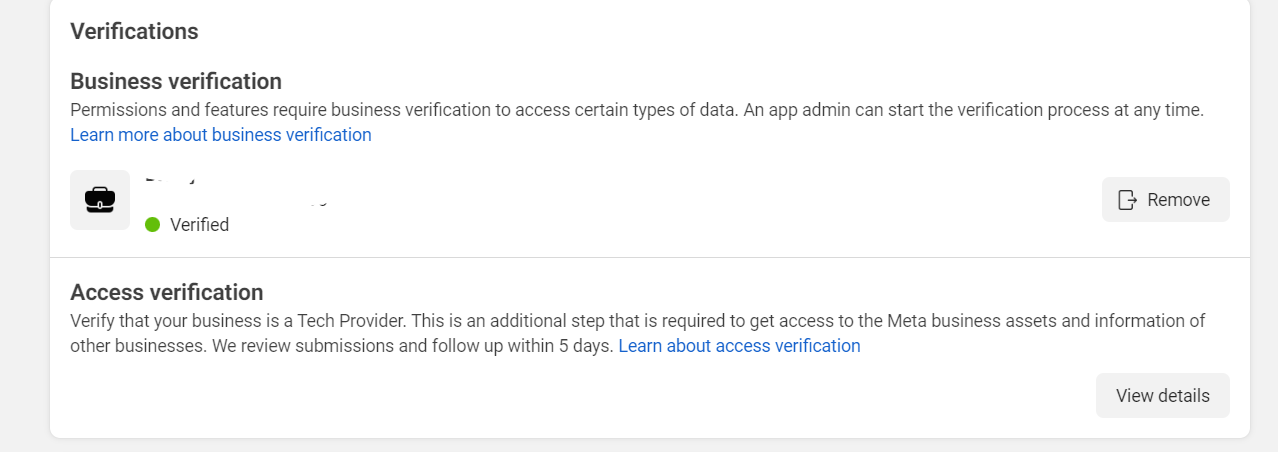 Verifications
Business verification
Permissions and features require business verification to access certain types of data. An app admin can start the verification process at any time.
Learn more about business verification
Remove
Verified
Access verification
Verify that your business is a Tech Provider. This is an additional step that is required to get access to the Meta business assets and information of
other businesses. We review submissions and follow up within 5 days. Learn about access verification
View details